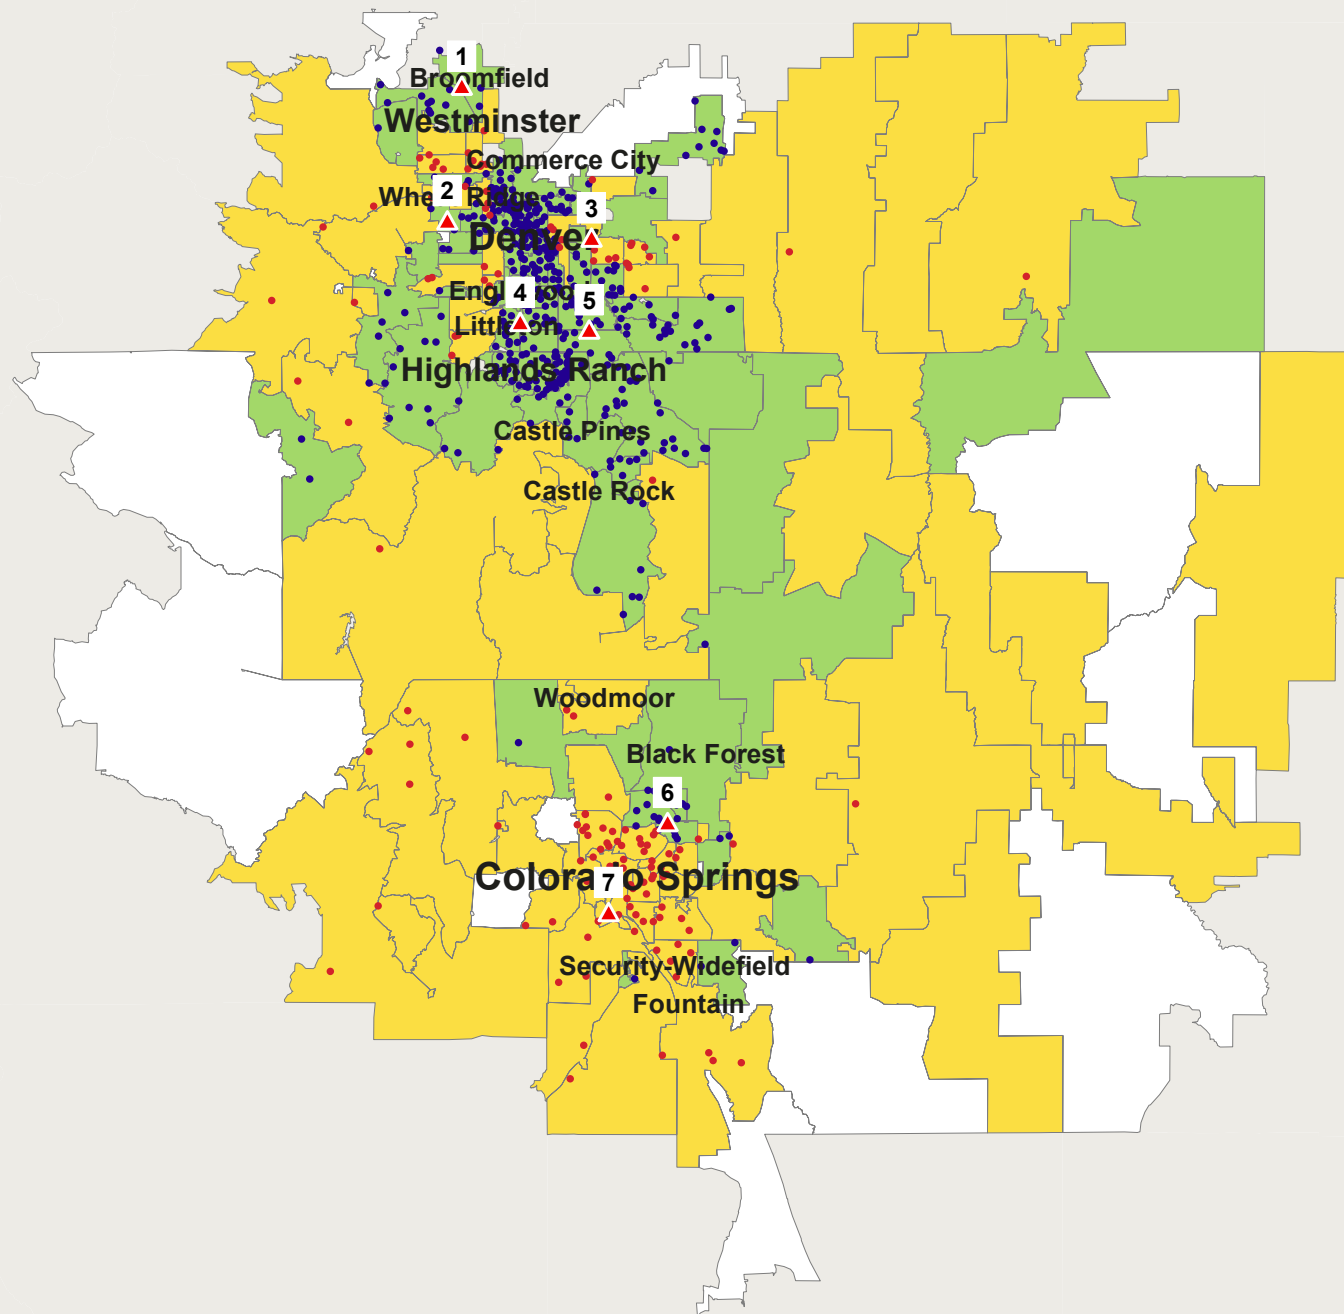 1
Broomfield
Westminster
Commerce City
2
3
Denver
4
5
Highlands Ranch
Castle Pines
Castle Rock
Woodmoor
Black Forest
6
Colorado Springs
7
Security-Widefield
Fountain